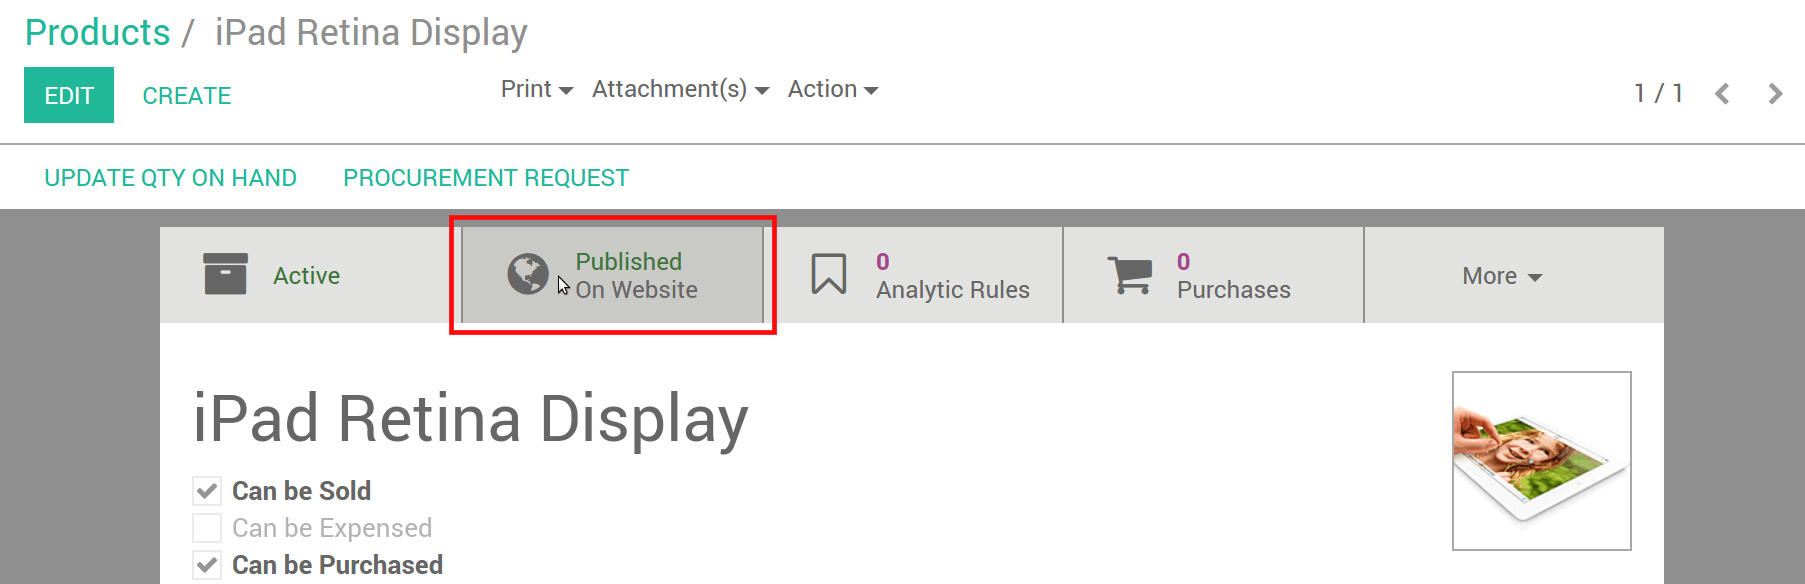 Products / iPad Retina Display
EDIT CREATE Print Attachment(s) Action 1 / 1
UPDATE QTY ON HAND PROCUREMENT REQUEST
Active
Published
On Website
0
Analytic Rules
0
Purchases
More
iPad Retina Display
Can be Sold
Can be Expensed
Can be Purchased